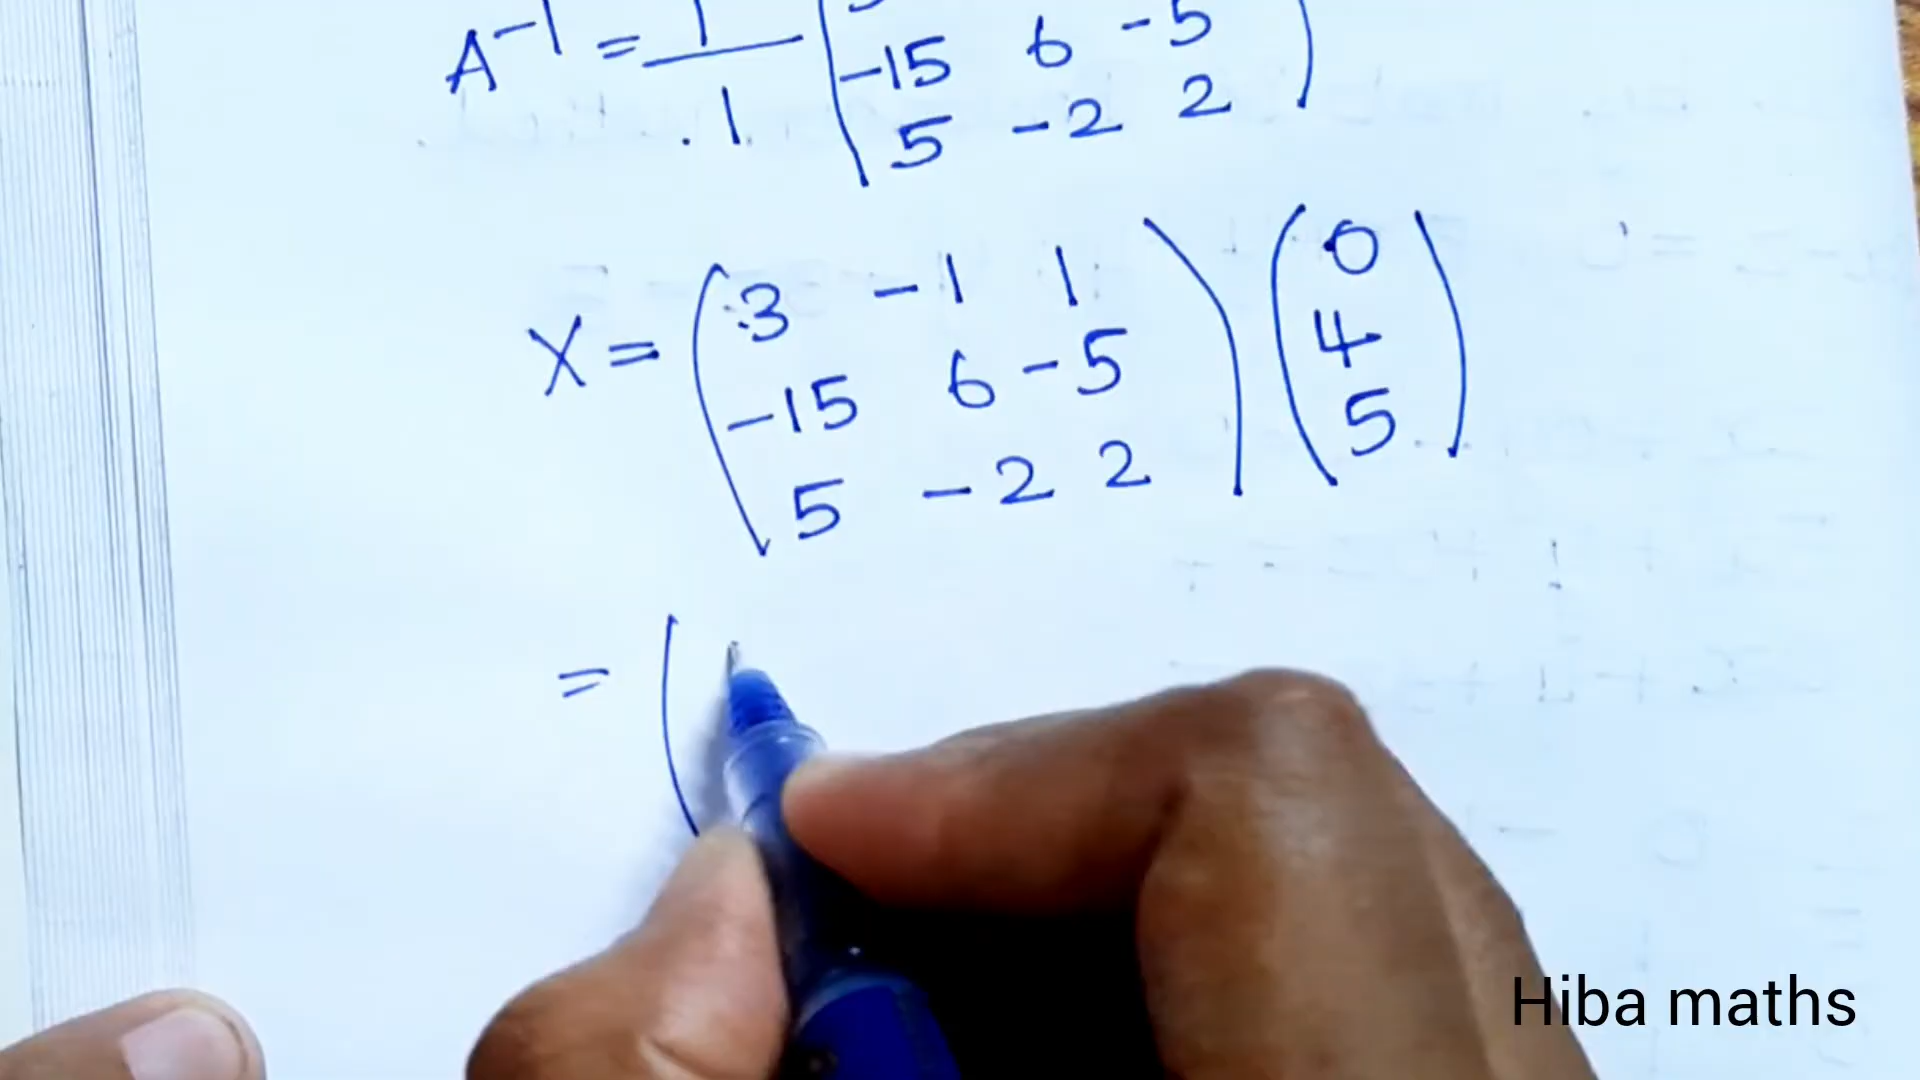 A⁻¹ = 1/1 ( -15 6 -5
5 -2 2 )
X = ( 3 -1 1 ) ( 0 )
( -15 6 -5 ) ( 4 )
( 5 -2 2 ) ( 5 )
= (
Hiba maths